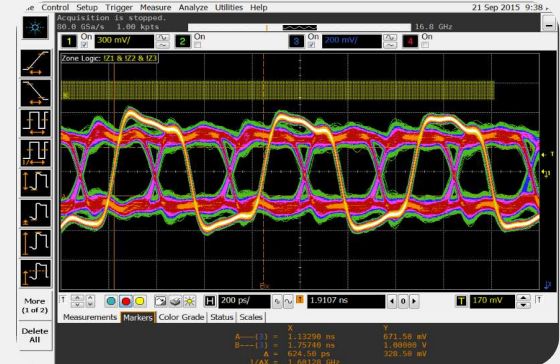 Control Setup Trigger Measure Analyze Utilities Help 21 Sep 2015 9:38
Acquisition is stopped.
80.0 GSa/s 1.00 kpts 16.8 GHz
1 On 300 mV/ 2 On 3 On 200 mV/ 4 On
Zone Logic: !Z1 & !Z2 & !Z3
More
(1 of 2)
Delete
All
H 200 ps/ 1.9107 ns 0 T 170 mV
Measurements Markers Color Grade Status Scales
X Y
A---(3) = 1.13290 ns 671.50 mV
B---(3) = 1.75740 ns 1.00000 V
Δ = 624.50 ps 328.50 mV
1/ΔX = 1.60128 GHz